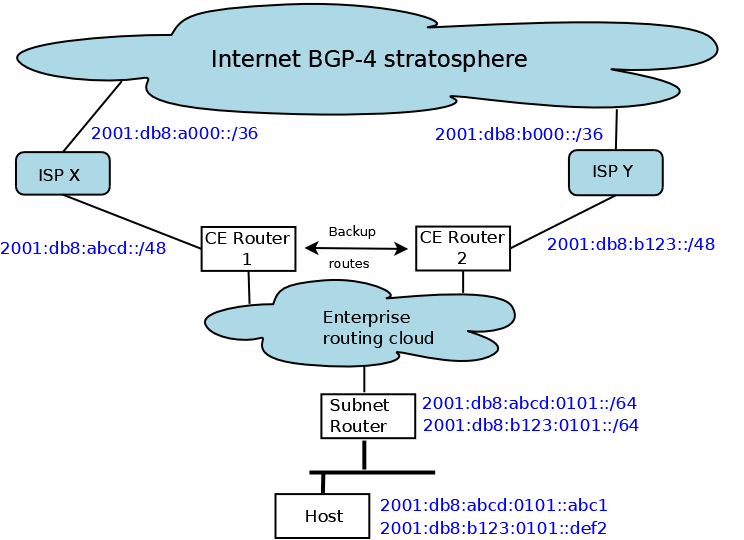 Internet BGP-4 stratosphere
2001:db8:a000::/36
2001:db8:b000::/36
ISP X
ISP Y
2001:db8:abcd::/48
CE Router
1
Backup
routes
CE Router
2
2001:db8:b123::/48
Enterprise
routing cloud
Subnet
Router
2001:db8:abcd:0101::/64
2001:db8:b123:0101::/64
Host
2001:db8:abcd:0101::abc1
2001:db8:b123:0101::def2